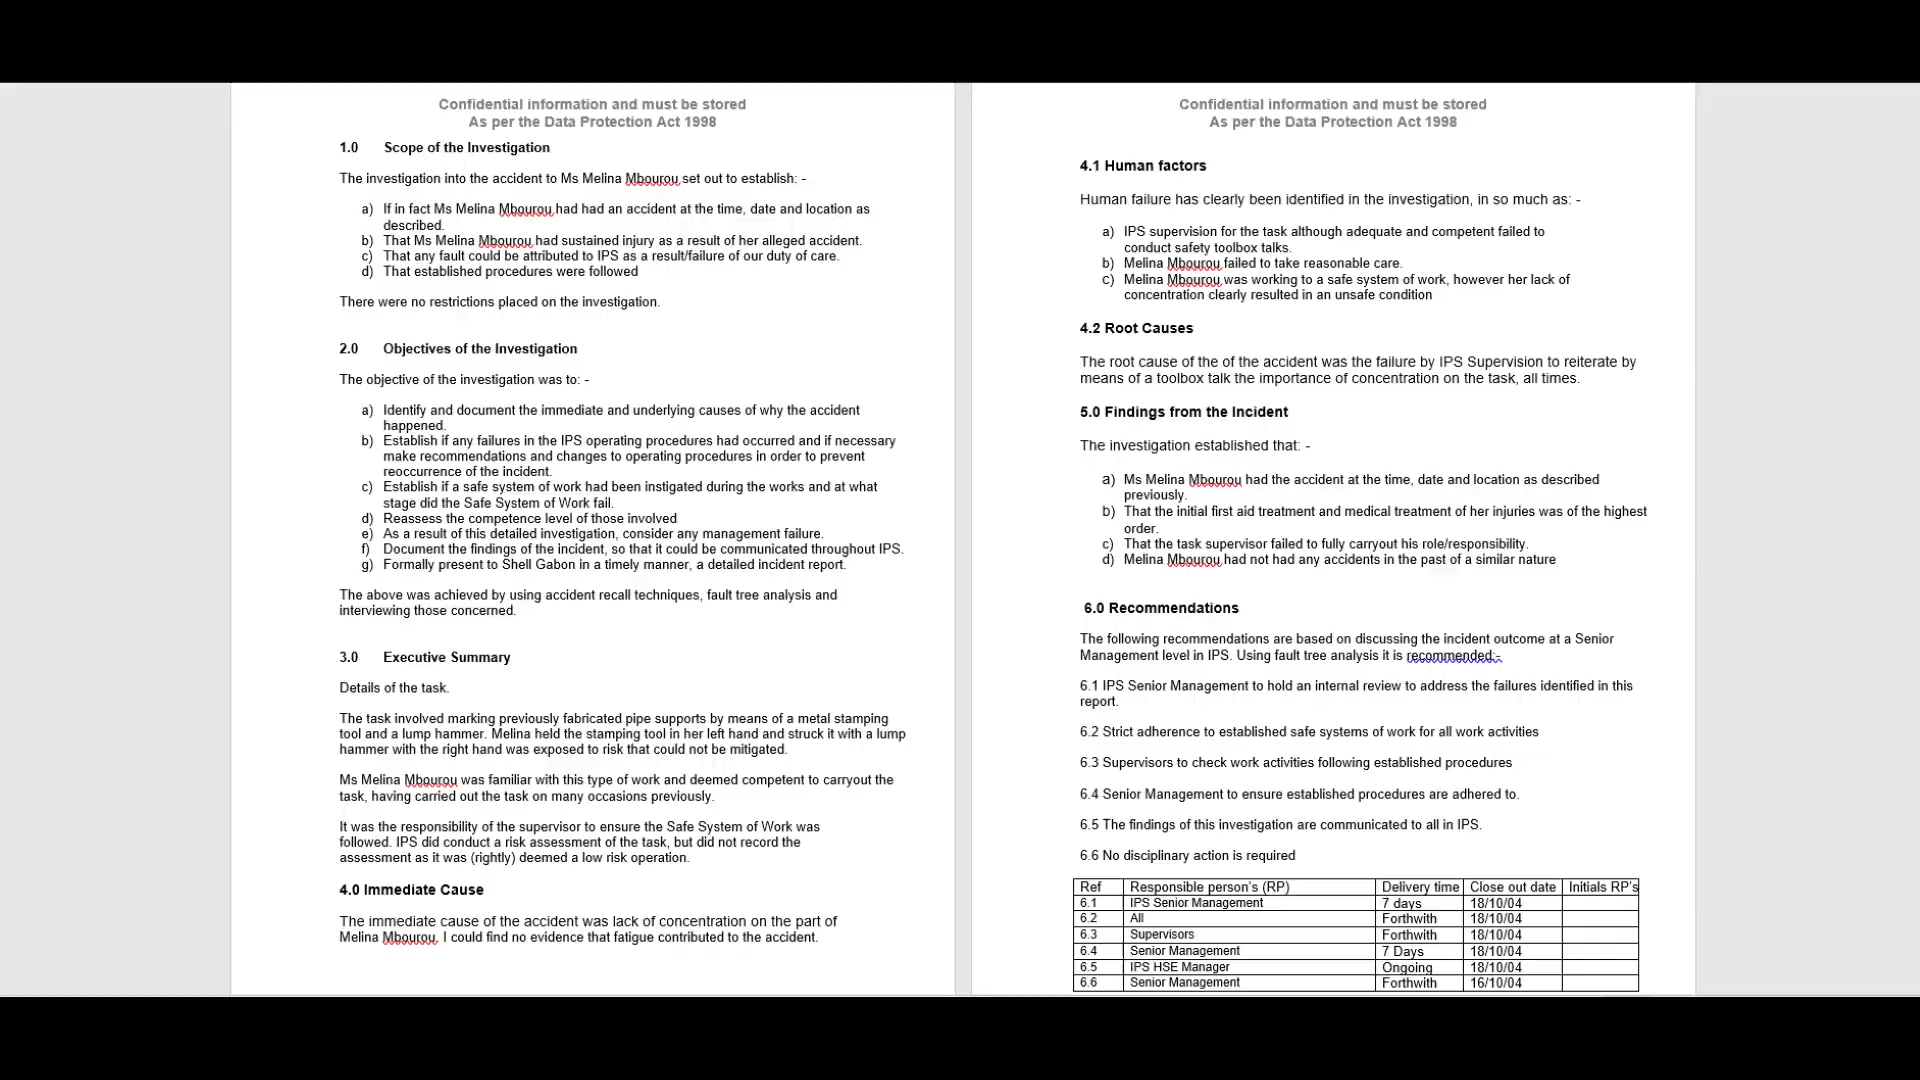 Confidential information and must be stored
As per the Data Protection Act 1998
1.0 Scope of the Investigation
The investigation into the accident to Ms Melina Mbourou set out to establish: -
a) If in fact Ms Melina Mbourou had had an accident at the time, date and location as
described.
b) That Ms Melina Mbourou had sustained injury as a result of her alleged accident.
c) That any fault could be attributed to IPS as a result/failure of our duty of care.
d) That established procedures were followed
There were no restrictions placed on the investigation.
2.0 Objectives of the Investigation
The objective of the investigation was to: -
a) Identify and document the immediate and underlying causes of why the accident
happened.
b) Establish if any failures in the IPS operating procedures had occurred and if necessary
make recommendations and changes to operating procedures in order to prevent
reoccurrence of the incident.
c) Establish if a safe system of work had been instigated during the works and at what
stage did the Safe System of Work fail.
d) Reassess the competence level of those involved
e) As a result of this detailed investigation, consider any management failure.
f) Document the findings of the incident, so that it could be communicated throughout IPS.
g) Formally present to Shell Gabon in a timely manner, a detailed incident report.
The above was achieved by using accident recall techniques, fault tree analysis and
interviewing those concerned.
3.0 Executive Summary
Details of the task.
The task involved marking previously fabricated pipe supports by means of a metal stamping
tool and a lump hammer. Melina held the stamping tool in her left hand and struck it with a lump
hammer with the right hand was exposed to risk that could not be mitigated.
Ms Melina Mbourou was familiar with this type of work and deemed competent to carryout the
task, having carried out the task on many occasions previously.
It was the responsibility of the supervisor to ensure the Safe System of Work was
followed. IPS did conduct a risk assessment of the task, but did not record the
assessment as it was (rightly) deemed a low risk operation.
4.0 Immediate Cause
The immediate cause of the accident was lack of concentration on the part of
Melina Mbourou. I could find no evidence that fatigue contributed to the accident.
Confidential information and must be stored
As per the Data Protection Act 1998
4.1 Human factors
Human failure has clearly been identified in the investigation, in so much as: -
a) IPS supervision for the task although adequate and competent failed to
conduct safety toolbox talks.
b) Melina Mbourou failed to take reasonable care.
c) Melina Mbourou was working to a safe system of work, however her lack of
concentration clearly resulted in an unsafe condition
4.2 Root Causes
The root cause of the of the accident was the failure by IPS Supervision to reiterate by
means of a toolbox talk the importance of concentration on the task, all times.
5.0 Findings from the Incident
The investigation established that: -
a) Ms Melina Mbourou had the accident at the time, date and location as described
previously.
b) That the initial first aid treatment and medical treatment of her injuries was of the highest
order.
c) That the task supervisor failed to fully carryout his role/responsibility.
d) Melina Mbourou had not had any accidents in the past of a similar nature
6.0 Recommendations
The following recommendations are based on discussing the incident outcome at a Senior
Management level in IPS. Using fault tree analysis it is recommended:-
6.1 IPS Senior Management to hold an internal review to address the failures identified in this
report.
6.2 Strict adherence to established safe systems of work for all work activities
6.3 Supervisors to check work activities following established procedures
6.4 Senior Management to ensure established procedures are adhered to.
6.5 The findings of this investigation are communicated to all in IPS.
6.6 No disciplinary action is required
Ref Responsible person's (RP) Delivery time Close out date Initials RP's
6.1 IPS Senior Management 7 days 18/10/04
6.2 All Forthwith 18/10/04
6.3 Supervisors Forthwith 18/10/04
6.4 Senior Management 7 Days 18/10/04
6.5 IPS HSE Manager Ongoing 18/10/04
6.6 Senior Management Forthwith 16/10/04